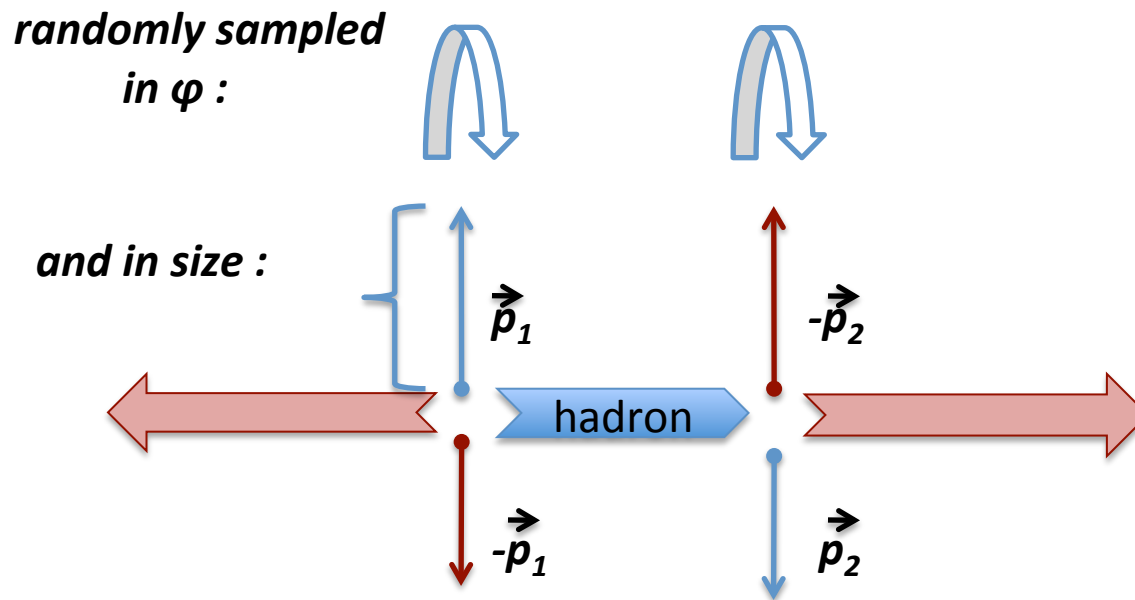 randomly sampled
in φ :
and in size :
p₁
-p₂
hadron
-p₁
p₂